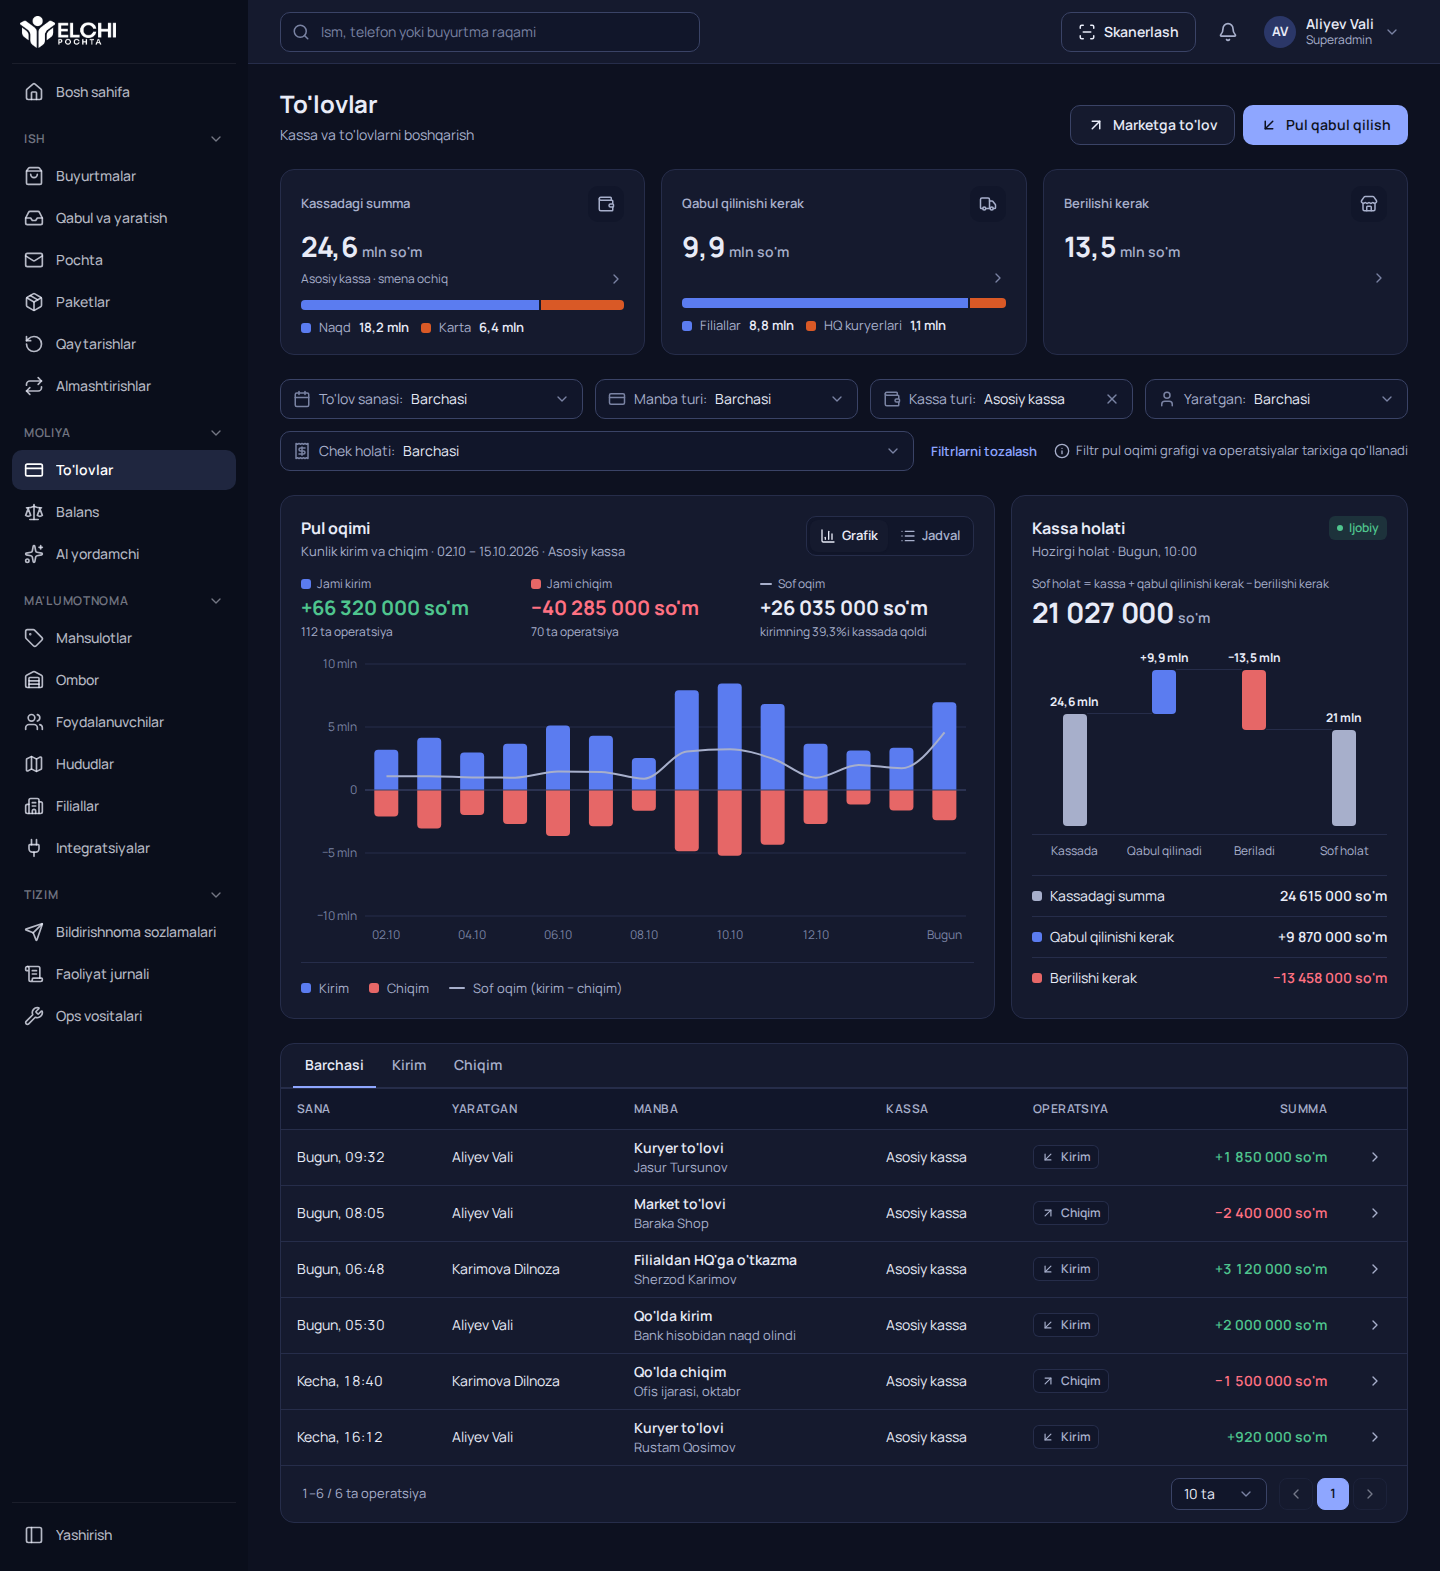 ELCHI
POCHTA
Ism, telefon yoki buyurtma raqami
Skanerlash
AV
Aliyev Vali
Superadmin
Bosh sahifa
ISH
Buyurtmalar
Qabul va yaratish
Pochta
Paketlar
Qaytarishlar
Almashtirishlar
MOLIYA
To'lovlar
Balans
AI yordamchi
MA'LUMOTNOMA
Mahsulotlar
Ombor
Foydalanuvchilar
Hududlar
Filiallar
Integratsiyalar
TIZIM
Bildirishnoma sozlamalari
Faoliyat jurnali
Ops vositalari
Yashirish
To'lovlar
Kassa va to'lovlarni boshqarish
Marketga to'lov
Pul qabul qilish
Kassadagi summa
24,6 mln so'm
Asosiy kassa · smena ochiq
Naqd 18,2 mln Karta 6,4 mln
Qabul qilinishi kerak
9,9 mln so'm
Filiallar 8,8 mln HQ kuryerlari 1,1 mln
Berilishi kerak
13,5 mln so'm
To'lov sanasi: Barchasi
Manba turi: Barchasi
Kassa turi: Asosiy kassa
Yaratgan: Barchasi
Chek holati: Barchasi
Filtrlarni tozalash
Filtr pul oqimi grafigi va operatsiyalar tarixiga qo'llanadi
Pul oqimi
Kunlik kirim va chiqim · 02.10 – 15.10.2026 · Asosiy kassa
Grafik
Jadval
Jami kirim
+66 320 000 so'm
112 ta operatsiya
Jami chiqim
−40 285 000 so'm
70 ta operatsiya
Sof oqim
+26 035 000 so'm
kirimning 39,3%i kassada qoldi
10 mln
5 mln
0
−5 mln
−10 mln
02.10 04.10 06.10 08.10 10.10 12.10 Bugun
Kirim Chiqim Sof oqim (kirim − chiqim)
Kassa holati
Ijobiy
Hozirgi holat · Bugun, 10:00
Sof holat = kassa + qabul qilinishi kerak − berilishi kerak
21 027 000 so'm
24,6 mln
+9,9 mln
−13,5 mln
21 mln
Kassada Qabul qilinadi Beriladi Sof holat
Kassadagi summa 24 615 000 so'm
Qabul qilinishi kerak +9 870 000 so'm
Berilishi kerak −13 458 000 so'm
Barchasi Kirim Chiqim
SANA YARATGAN MANBA KASSA OPERATSIYA SUMMA
Bugun, 09:32 Aliyev Vali Kuryer to'lovi Asosiy kassa Kirim +1 850 000 so'm
Jasur Tursunov
Bugun, 08:05 Aliyev Vali Market to'lovi Asosiy kassa Chiqim −2 400 000 so'm
Baraka Shop
Bugun, 06:48 Karimova Dilnoza Filialdan HQ'ga o'tkazma Asosiy kassa Kirim +3 120 000 so'm
Sherzod Karimov
Bugun, 05:30 Aliyev Vali Qo'lda kirim Asosiy kassa Kirim +2 000 000 so'm
Bank hisobidan naqd olindi
Kecha, 18:40 Karimova Dilnoza Qo'lda chiqim Asosiy kassa Chiqim −1 500 000 so'm
Ofis ijarasi, oktabr
Kecha, 16:12 Aliyev Vali Kuryer to'lovi Asosiy kassa Kirim +920 000 so'm
Rustam Qosimov
1–6 / 6 ta operatsiya
10 ta
1